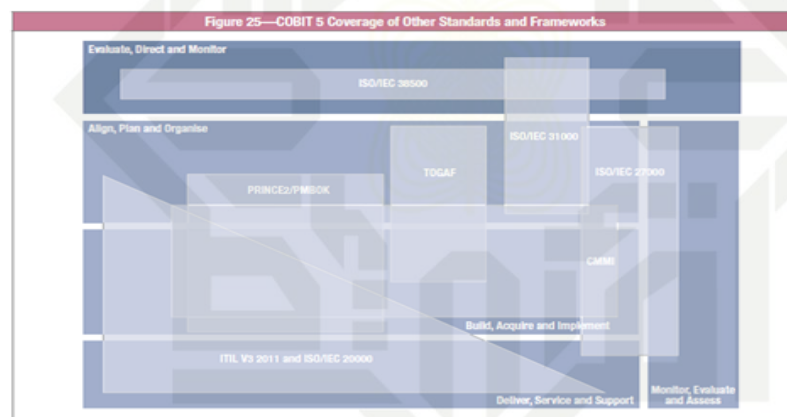 Figure 25—COBIT 5 Coverage of Other Standards and Frameworks
Evaluate, Direct and Monitor
ISO/IEC 38500
Align, Plan and Organise
ISO/IEC 31000
TOGAF
ISO/IEC 27000
PRINCE2/PMBOK
CMMI
Build, Acquire and Implement
ITIL V3 2011 and ISO/IEC 20000
Deliver, Service and Support
Monitor, Evaluate
and Assess